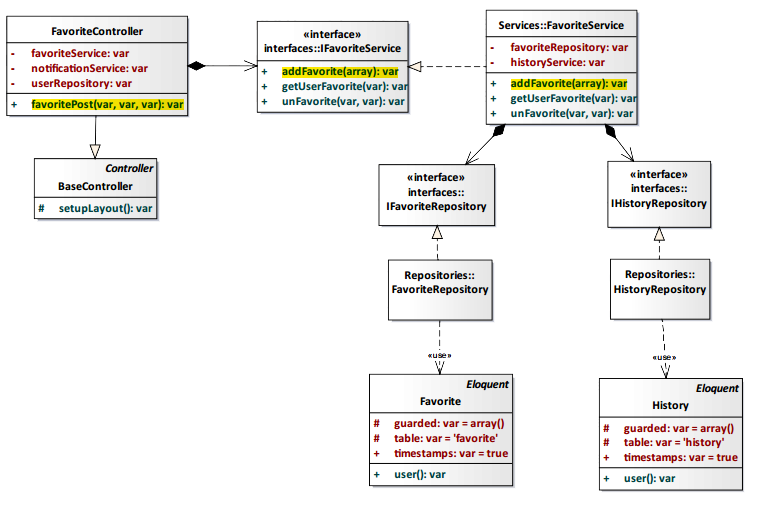 FavoriteController
- favoriteService: var
- notificationService: var
- userRepository: var
+ favoritePost(var, var, var): var
«interface»
interfaces::IFavoriteService
+ addFavorite(array): var
+ getUserFavorite(var): var
+ unFavorite(var, var): var
Services::FavoriteService
- favoriteRepository: var
- historyService: var
+ addFavorite(array): var
+ getUserFavorite(var): var
+ unFavorite(var, var): var
Controller
BaseController
# setupLayout(): var
«interface»
interfaces::
IFavoriteRepository
«interface»
interfaces::
IHistoryRepository
Repositories::
FavoriteRepository
Repositories::
HistoryRepository
«use»
«use»
Eloquent
Favorite
# guarded: var = array()
# table: var = 'favorite'
+ timestamps: var = true
+ user(): var
Eloquent
History
# guarded: var = array()
# table: var = 'history'
+ timestamps: var = true
+ user(): var